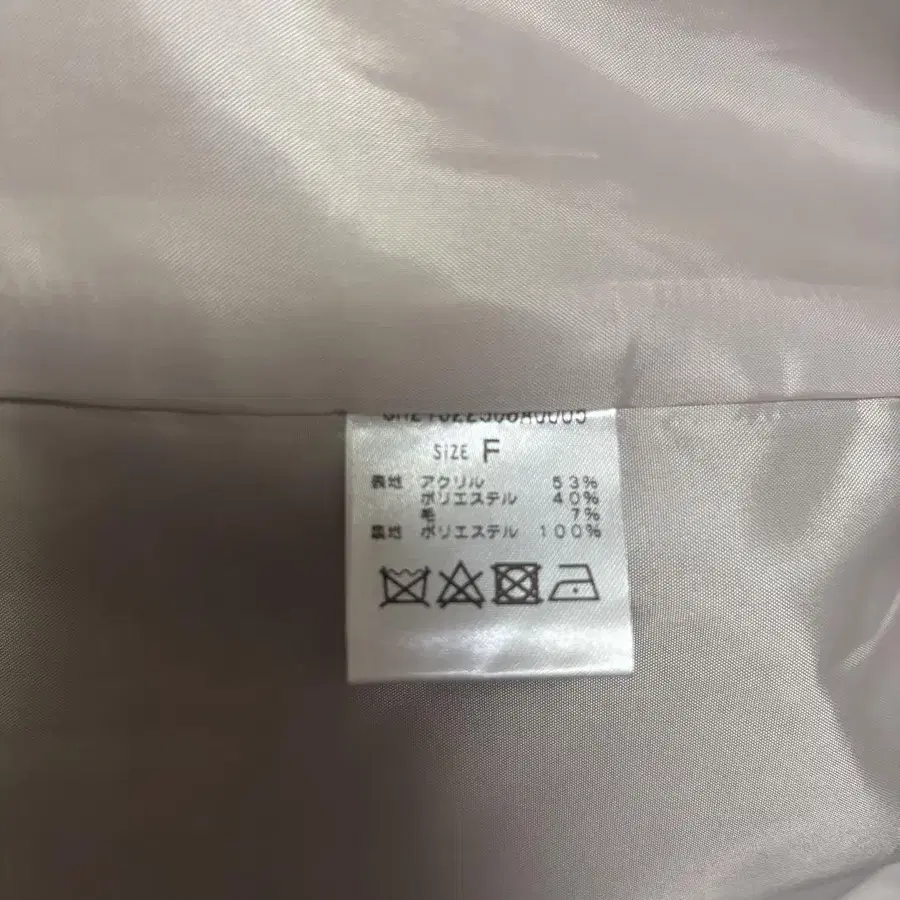 SIZE F
表地 アクリル 53%
ポリエステル 40%
毛 7%
裏地 ポリエステル 100%